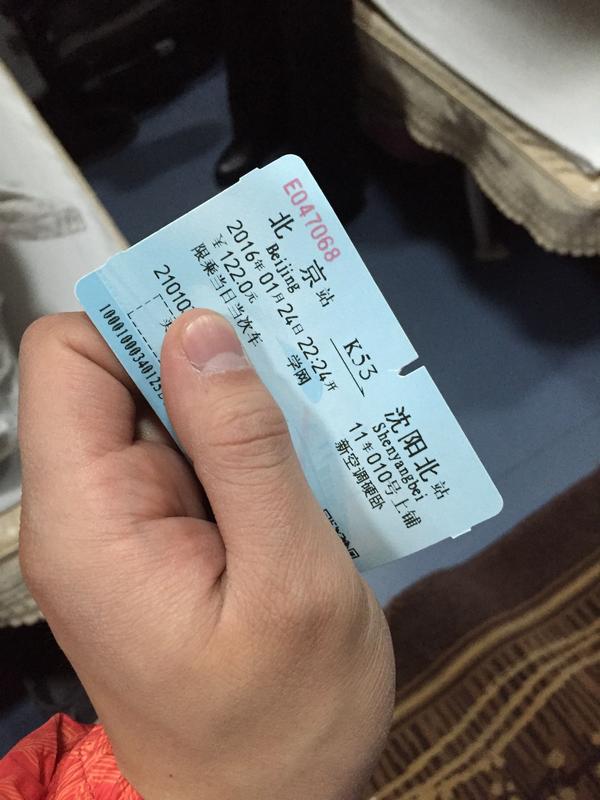 E047068
北京站
K53
沈阳北站
Beijing
Shenyangbei
2016年01月24日22:24开
11车010号上铺
￥122.0元
学网
新空调硬卧
限乘当日当次车
21010
1000100034012